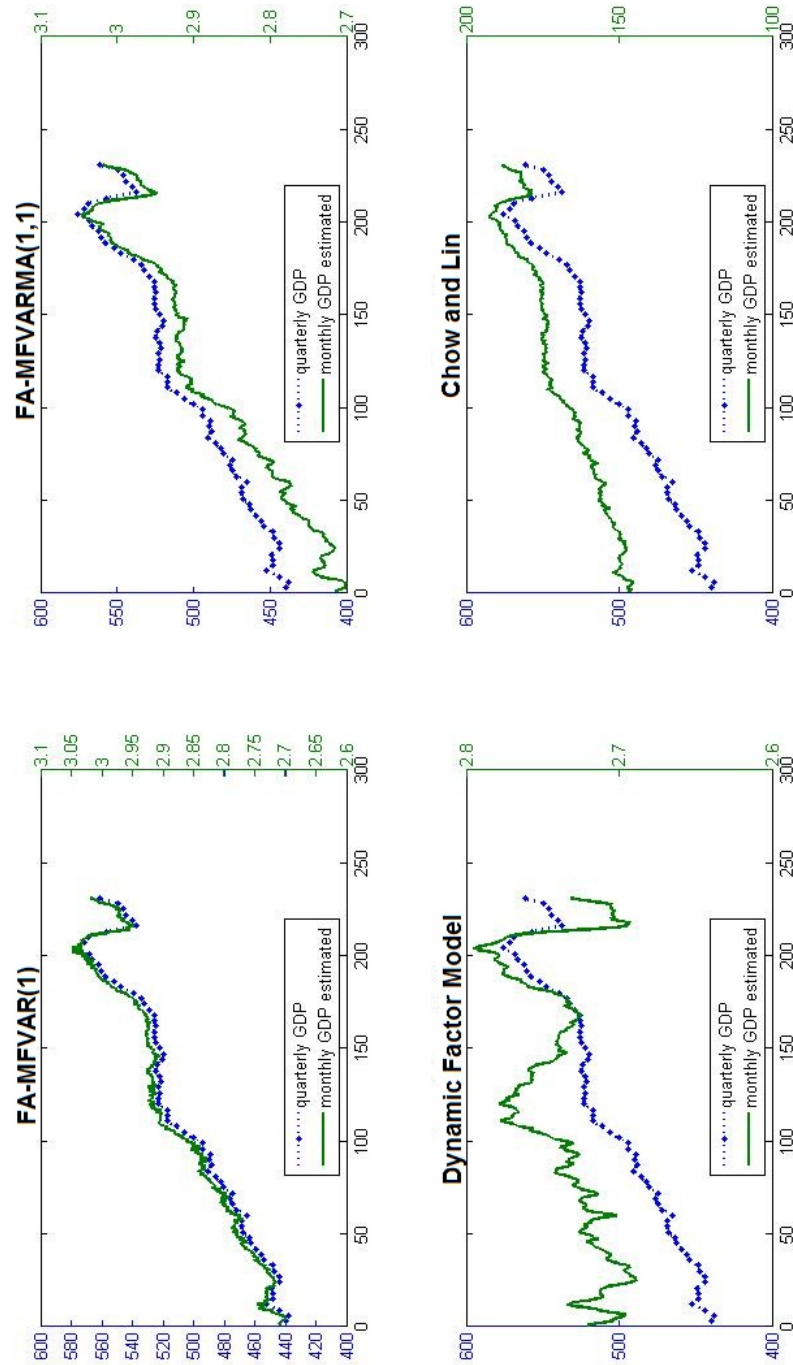 FA-MFVAR(1)
600
580
560
540
520
500
480
460
440
420
400
3.1
3.05
3
2.95
2.9
2.85
2.8
2.75
2.7
2.65
2.6
0 50 100 150 200 250 300
quarterly GDP
monthly GDP estimated
FA-MFVARMA(1,1)
600
550
500
450
400
3.1
3
2.9
2.8
2.7
0 50 100 150 200 250 300
quarterly GDP
monthly GDP estimated
Dynamic Factor Model
600
500
400
2.8
2.7
2.6
0 50 100 150 200 250 300
quarterly GDP
monthly GDP estimated
Chow and Lin
600
500
400
200
150
100
0 50 100 150 200 250 300
quarterly GDP
monthly GDP estimated